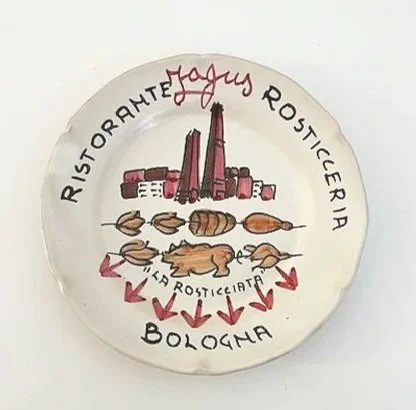 RISTORANTE Jagus ROSTICCERIA
"LA ROSTICCIATA"
BOLOGNA